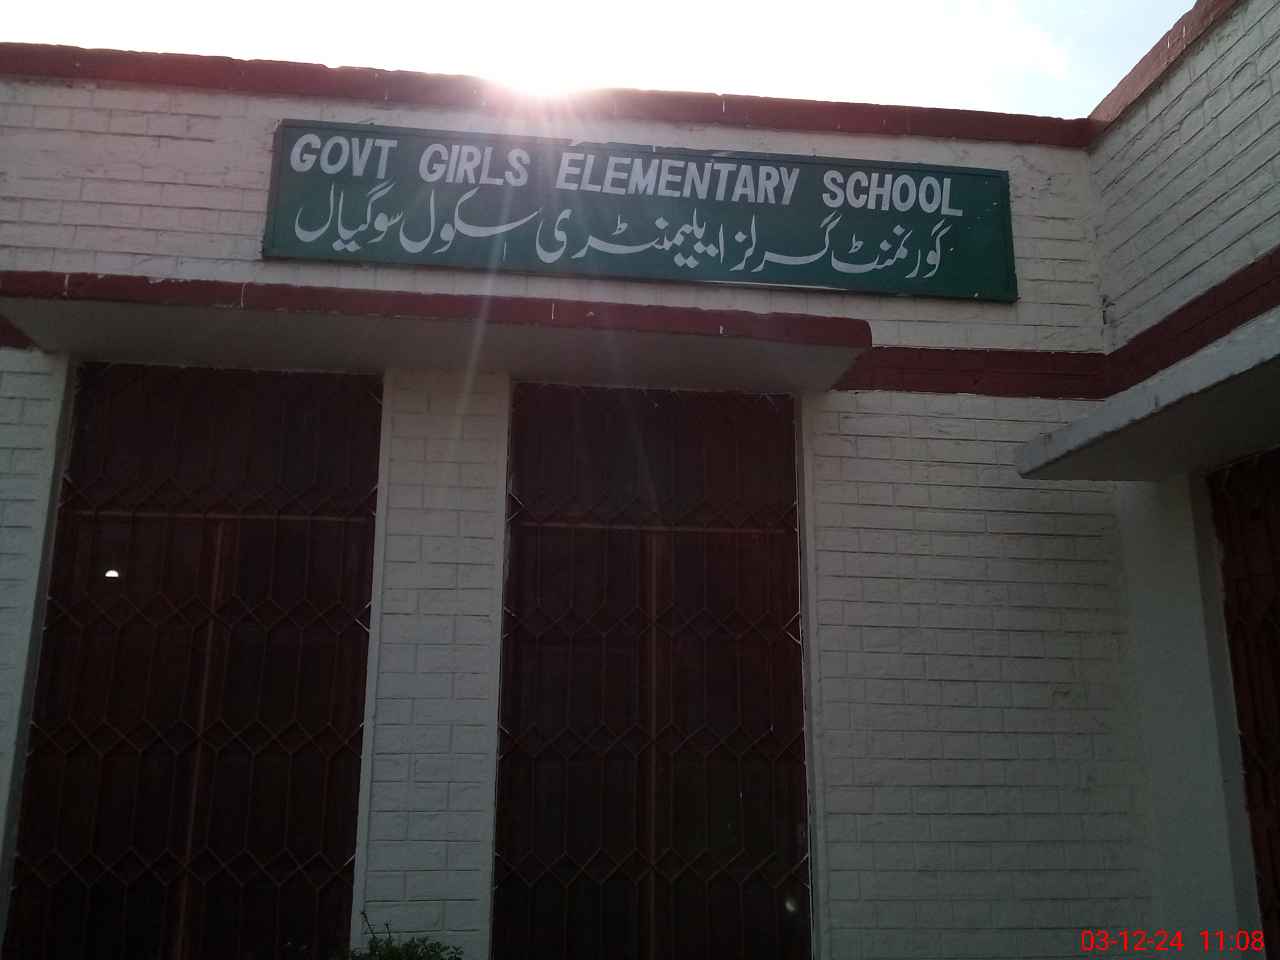 GOVT GIRLS ELEMENTARY SCHOOL
گورنمنٹ گرلز ایلیمنٹری سکول سوگیال
03-12-24 11:08